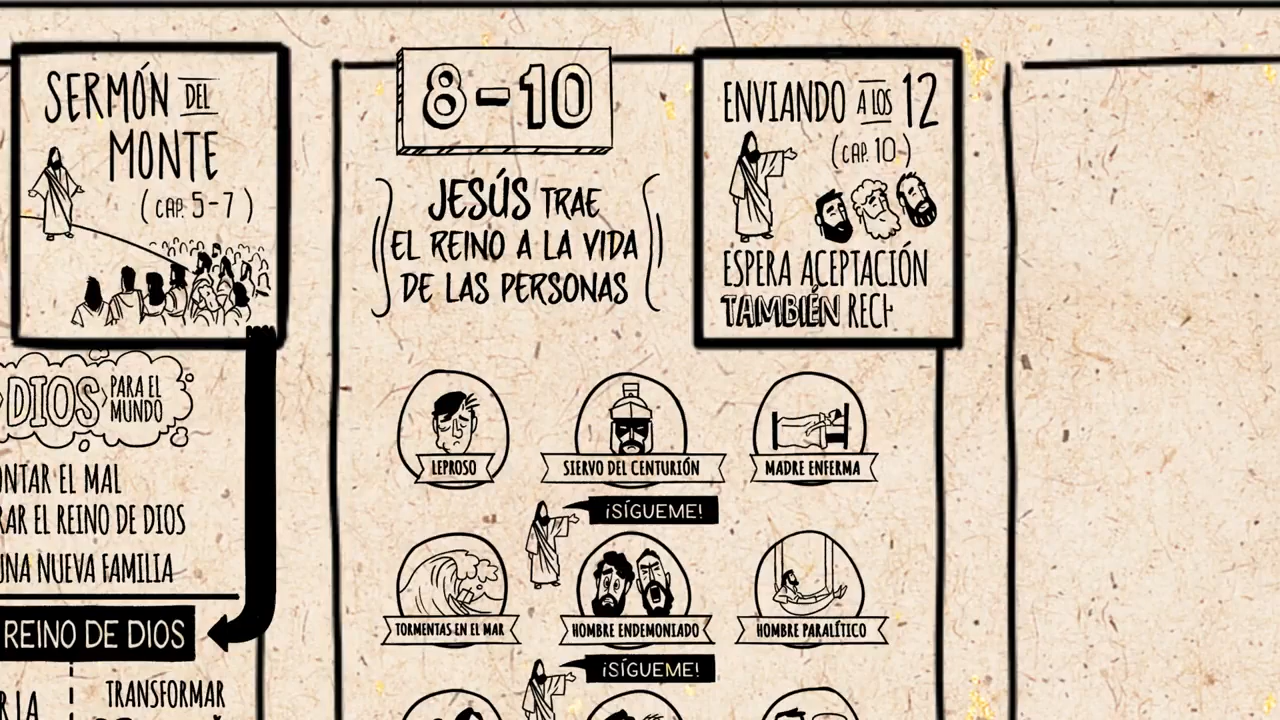 SERMÓN DEL
MONTE
(CAP. 5-7)
DIOS PARA EL
MUNDO
EL MAL
EL REINO DE DIOS
UNA NUEVA FAMILIA
REINO DE DIOS
LA
TRANSFORMAR
8-10
JESÚS TRAE
EL REINO A LA VIDA
DE LAS PERSONAS
LEPROSO
SIERVO DEL CENTURIÓN
MADRE ENFERMA
¡SÍGUEME!
TORMENTAS EN EL MAR
HOMBRE ENDEMONIADO
HOMBRE PARALÍTICO
¡SÍGUEME!
ENVIANDO A LOS 12
(CAP. 10)
ESPERA ACEPTACIÓN
TAMBIÉN REC